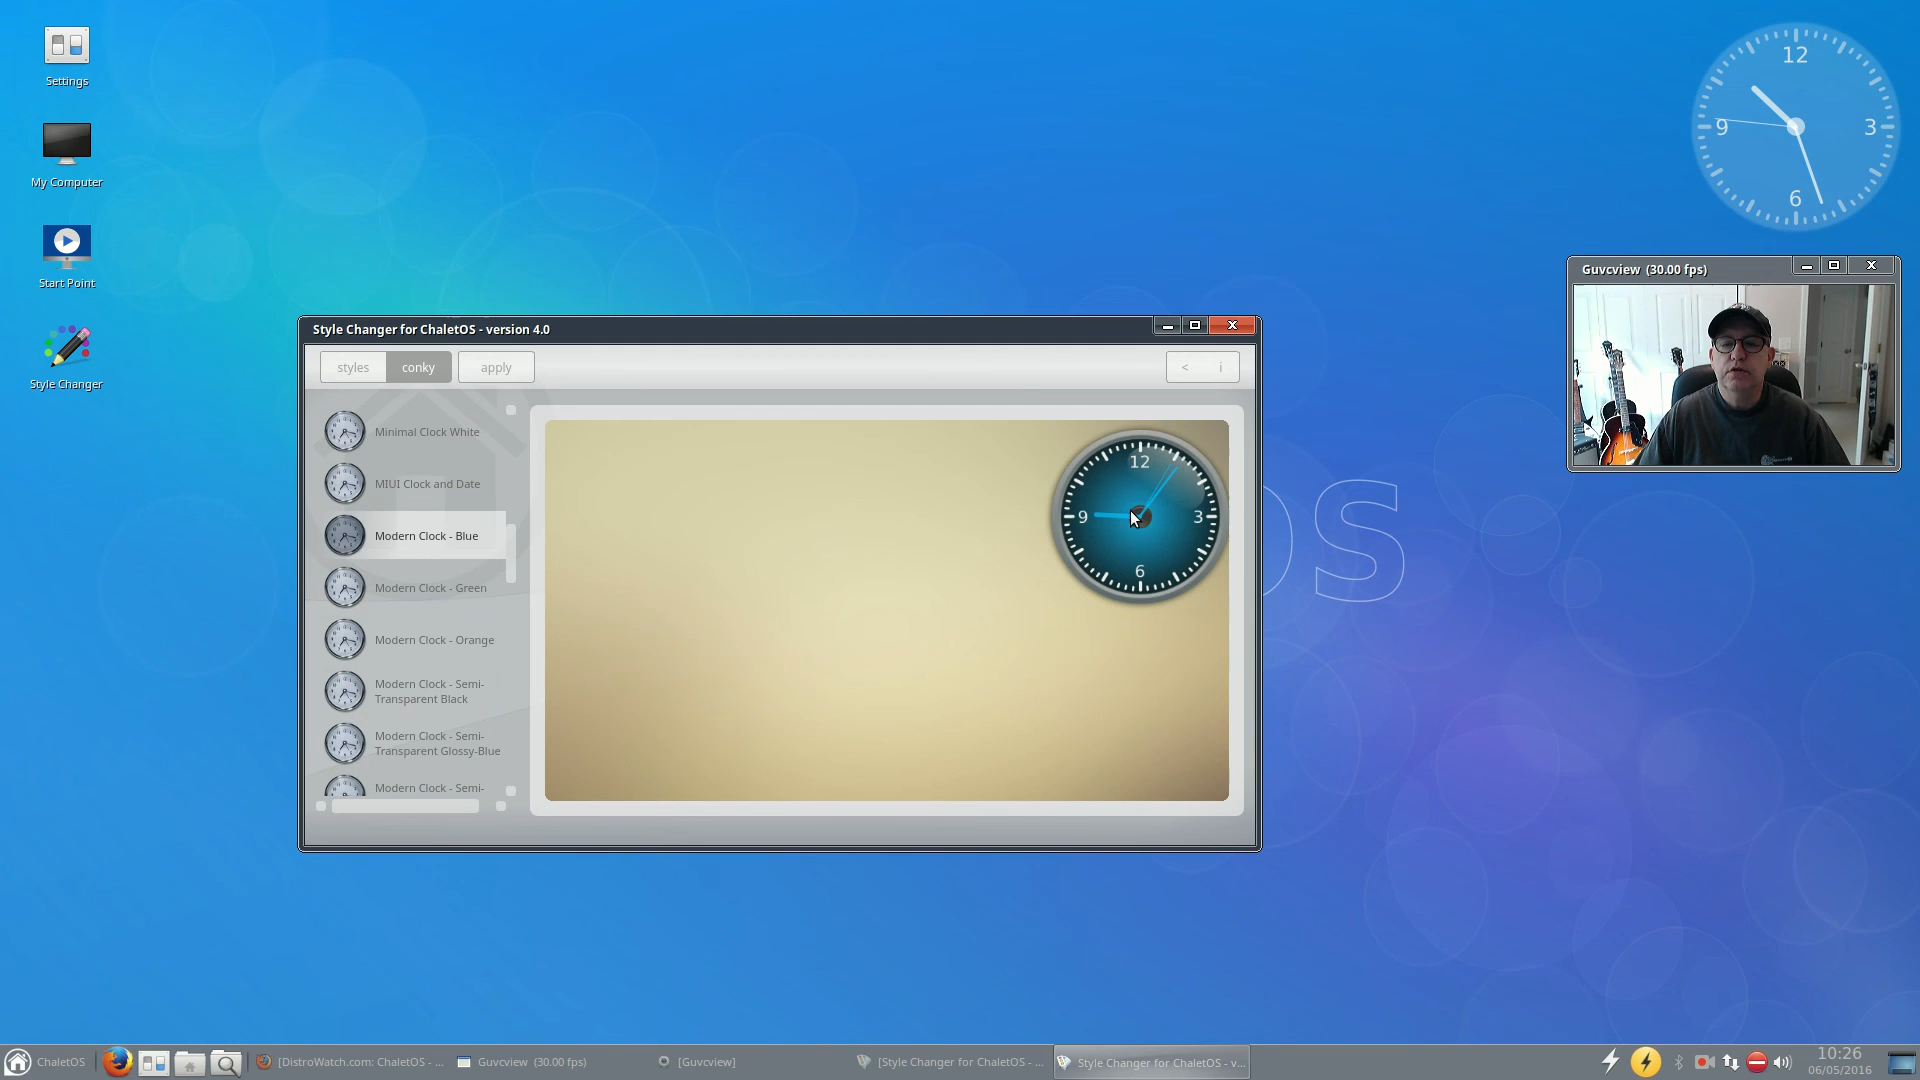 Settings
My Computer
Start Point
Style Changer
12
3
6
9
Guvcview (30.00 fps)
X
Style Changer for ChaletOS - version 4.0
X
styles
conky
apply
<
i
Minimal Clock White
MIUI Clock and Date
Modern Clock - Blue
Modern Clock - Green
Modern Clock - Orange
Modern Clock - Semi-
Transparent Black
Modern Clock - Semi-
Transparent Glossy-Blue
Modern Clock - Semi-
12
3
6
9
OS
ChaletOS
[DistroWatch.com: ChaletOS - ...
Guvcview (30.00 fps)
[Guvcview]
[Style Changer for ChaletOS - ...
Style Changer for ChaletOS - v...
10:26
06/05/2016